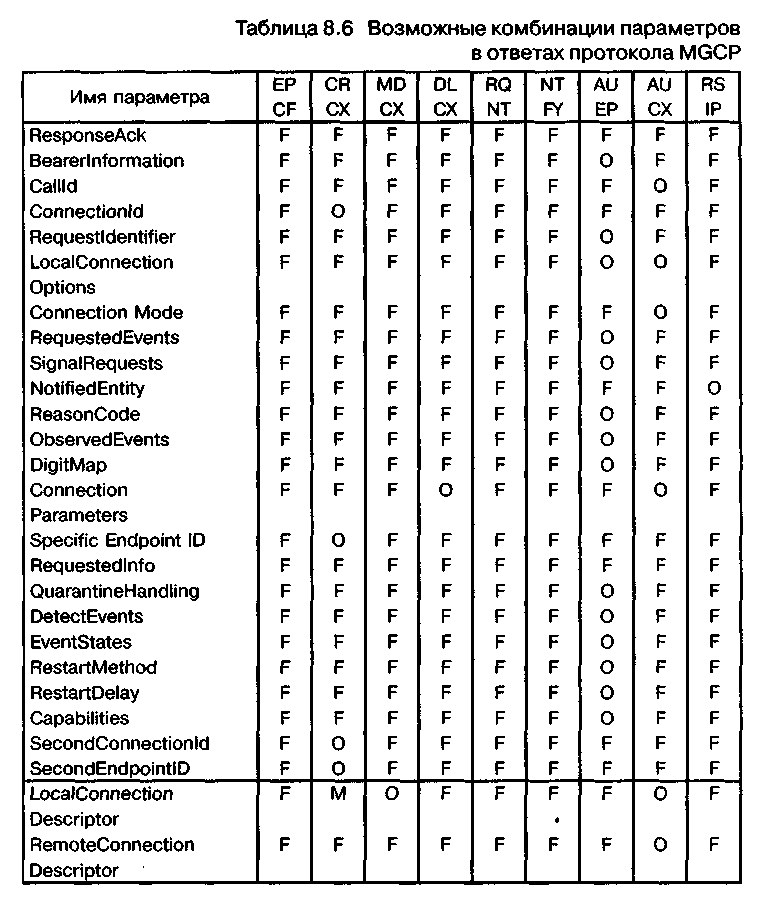 Таблица 8.6 Возможные комбинации параметров
в ответах протокола MGCP
Имя параметра EP CR MD DL RQ NT AU AU RS
CF CX CX CX NT FY EP CX IP
ResponseAck F F F F F F F F F
BearerInformation F F F F F F O F F
CallId F F F F F F F O F
ConnectionId F O F F F F F F F
RequestIdentifier F F F F F F O F F
LocalConnection F F F F F F O O F
Options
Connection Mode F F F F F F F O F
RequestedEvents F F F F F F O F F
SignalRequests F F F F F F O F F
NotifiedEntity F F F F F F F F O
ReasonCode F F F F F F O F F
ObservedEvents F F F F F F O F F
DigitMap F F F F F F O F F
Connection F F F O F F F O F
Parameters
Specific Endpoint ID F O F F F F F F F
RequestedInfo F F F F F F F F F
QuarantineHandling F F F F F F O F F
DetectEvents F F F F F F O F F
EventStates F F F F F F O F F
RestartMethod F F F F F F O F F
RestartDelay F F F F F F O F F
Capabilities F F F F F F O F F
SecondConnectionId F O F F F F F F F
SecondEndpointID F O F F F F F F F
LocalConnection F M O F F F F O F
Descriptor
RemoteConnection F F F F F F F O F
Descriptor